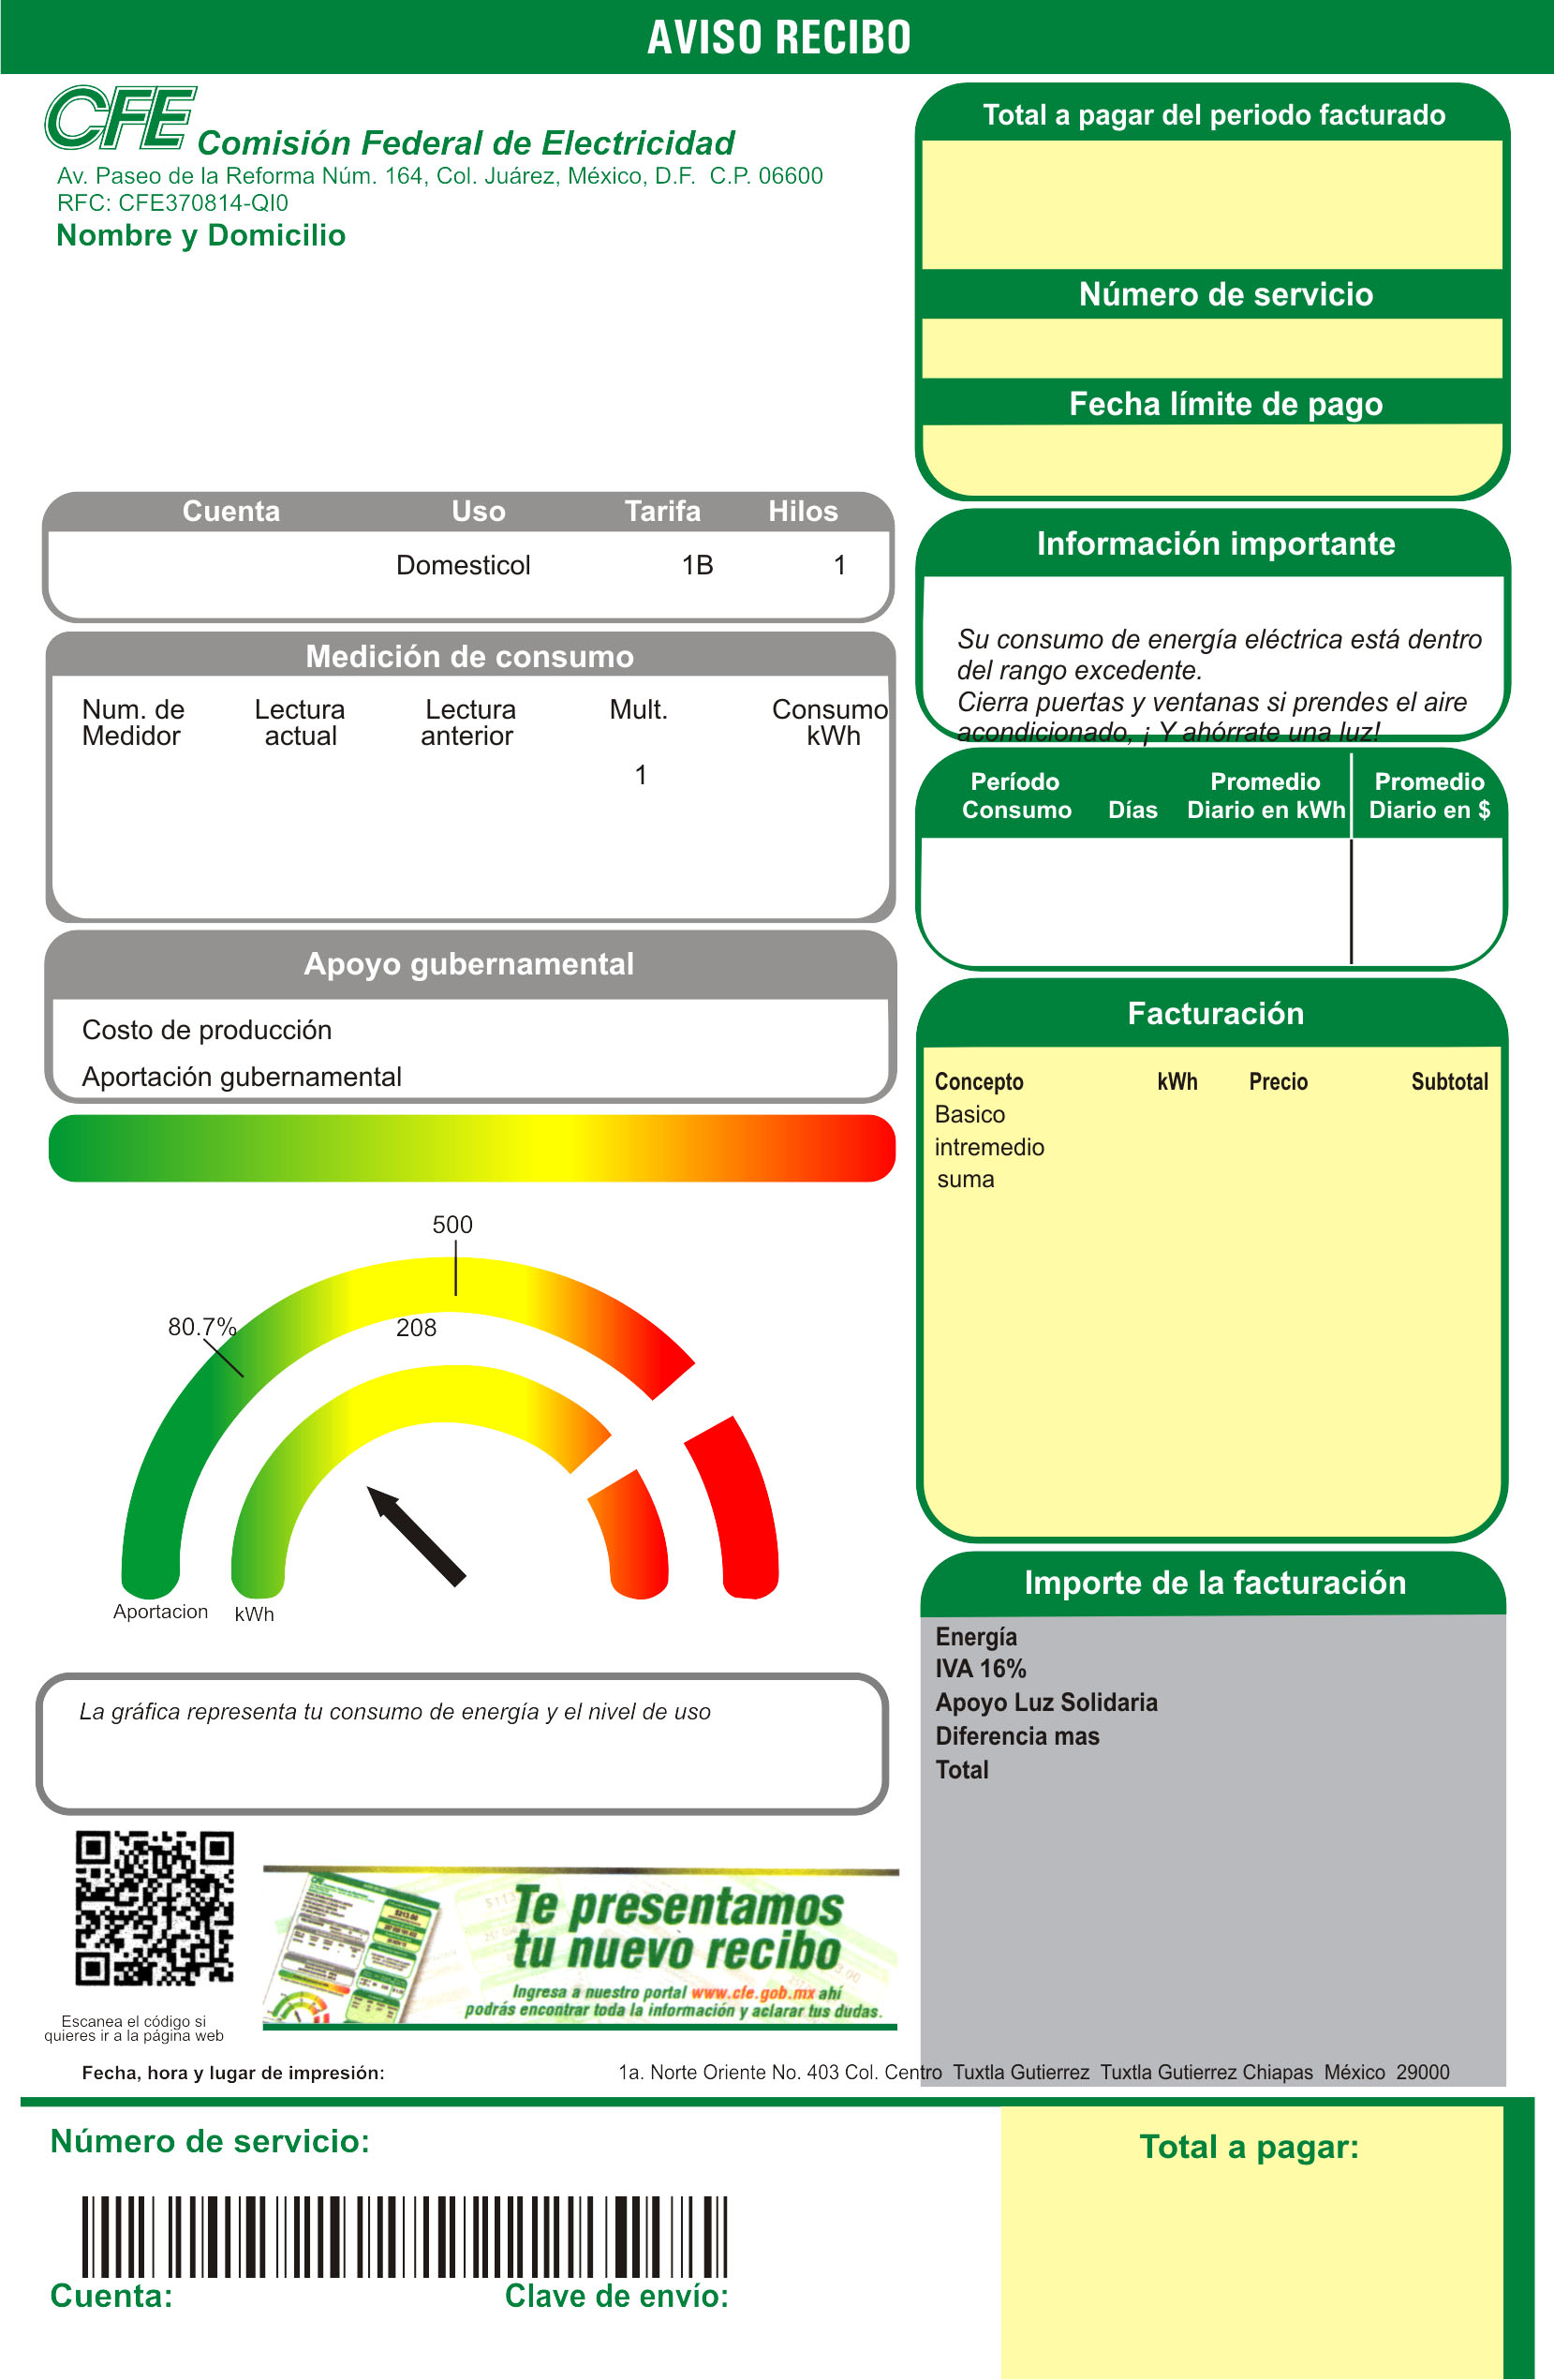 AVISO RECIBO
CFE Comisión Federal de Electricidad
Av. Paseo de la Reforma Núm. 164, Col. Juárez, México, D.F.  C.P. 06600
RFC: CFE370814-QI0
Nombre y Domicilio
Total a pagar del periodo facturado
Número de servicio
Fecha límite de pago
Cuenta Uso Tarifa Hilos
Domesticol 1B 1
Información importante
Su consumo de energía eléctrica está dentro
del rango excedente.
Cierra puertas y ventanas si prendes el aire
acondicionado, ¡ Y ahórrate una luz!
Medición de consumo
Num. de Lectura Lectura Mult. Consumo
Medidor actual anterior kWh
1
Período Promedio Promedio
Consumo Días Diario en kWh Diario en $
Apoyo gubernamental
Costo de producción
Aportación gubernamental
Facturación
Concepto kWh Precio Subtotal
Basico
intremedio
suma
500
80.7% 208
Aportacion kWh
Importe de la facturación
Energía
IVA 16%
Apoyo Luz Solidaria
Diferencia mas
Total
La gráfica representa tu consumo de energía y el nivel de uso
Te presentamos
tu nuevo recibo
Ingresa a nuestro portal www.cfe.gob.mx ahí
podrás encontrar toda la información y aclarar tus dudas.
Escanea el código si
quieres ir a la página web
Fecha, hora y lugar de impresión: 1a. Norte Oriente No. 403 Col. Centro  Tuxtla Gutierrez  Tuxtla Gutierrez Chiapas  México  29000
Número de servicio:
Total a pagar:
Cuenta: Clave de envío: